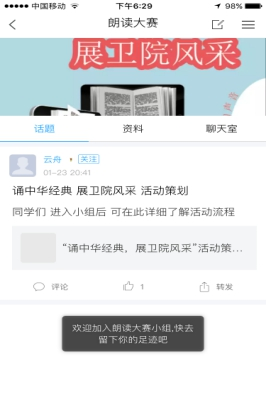 中国移动 下午6:29 98%
朗读大赛
展卫院风采
话题 资料 聊天室
云舟 关注
01-23 20:41
诵中华经典 展卫院风采 活动策划
同学们 进入小组后 可在此详细了解活动流程
“诵中华经典，展卫院风采”活动策...
评论 1 转发
欢迎加入朗读大赛小组,快去
留下你的足迹吧